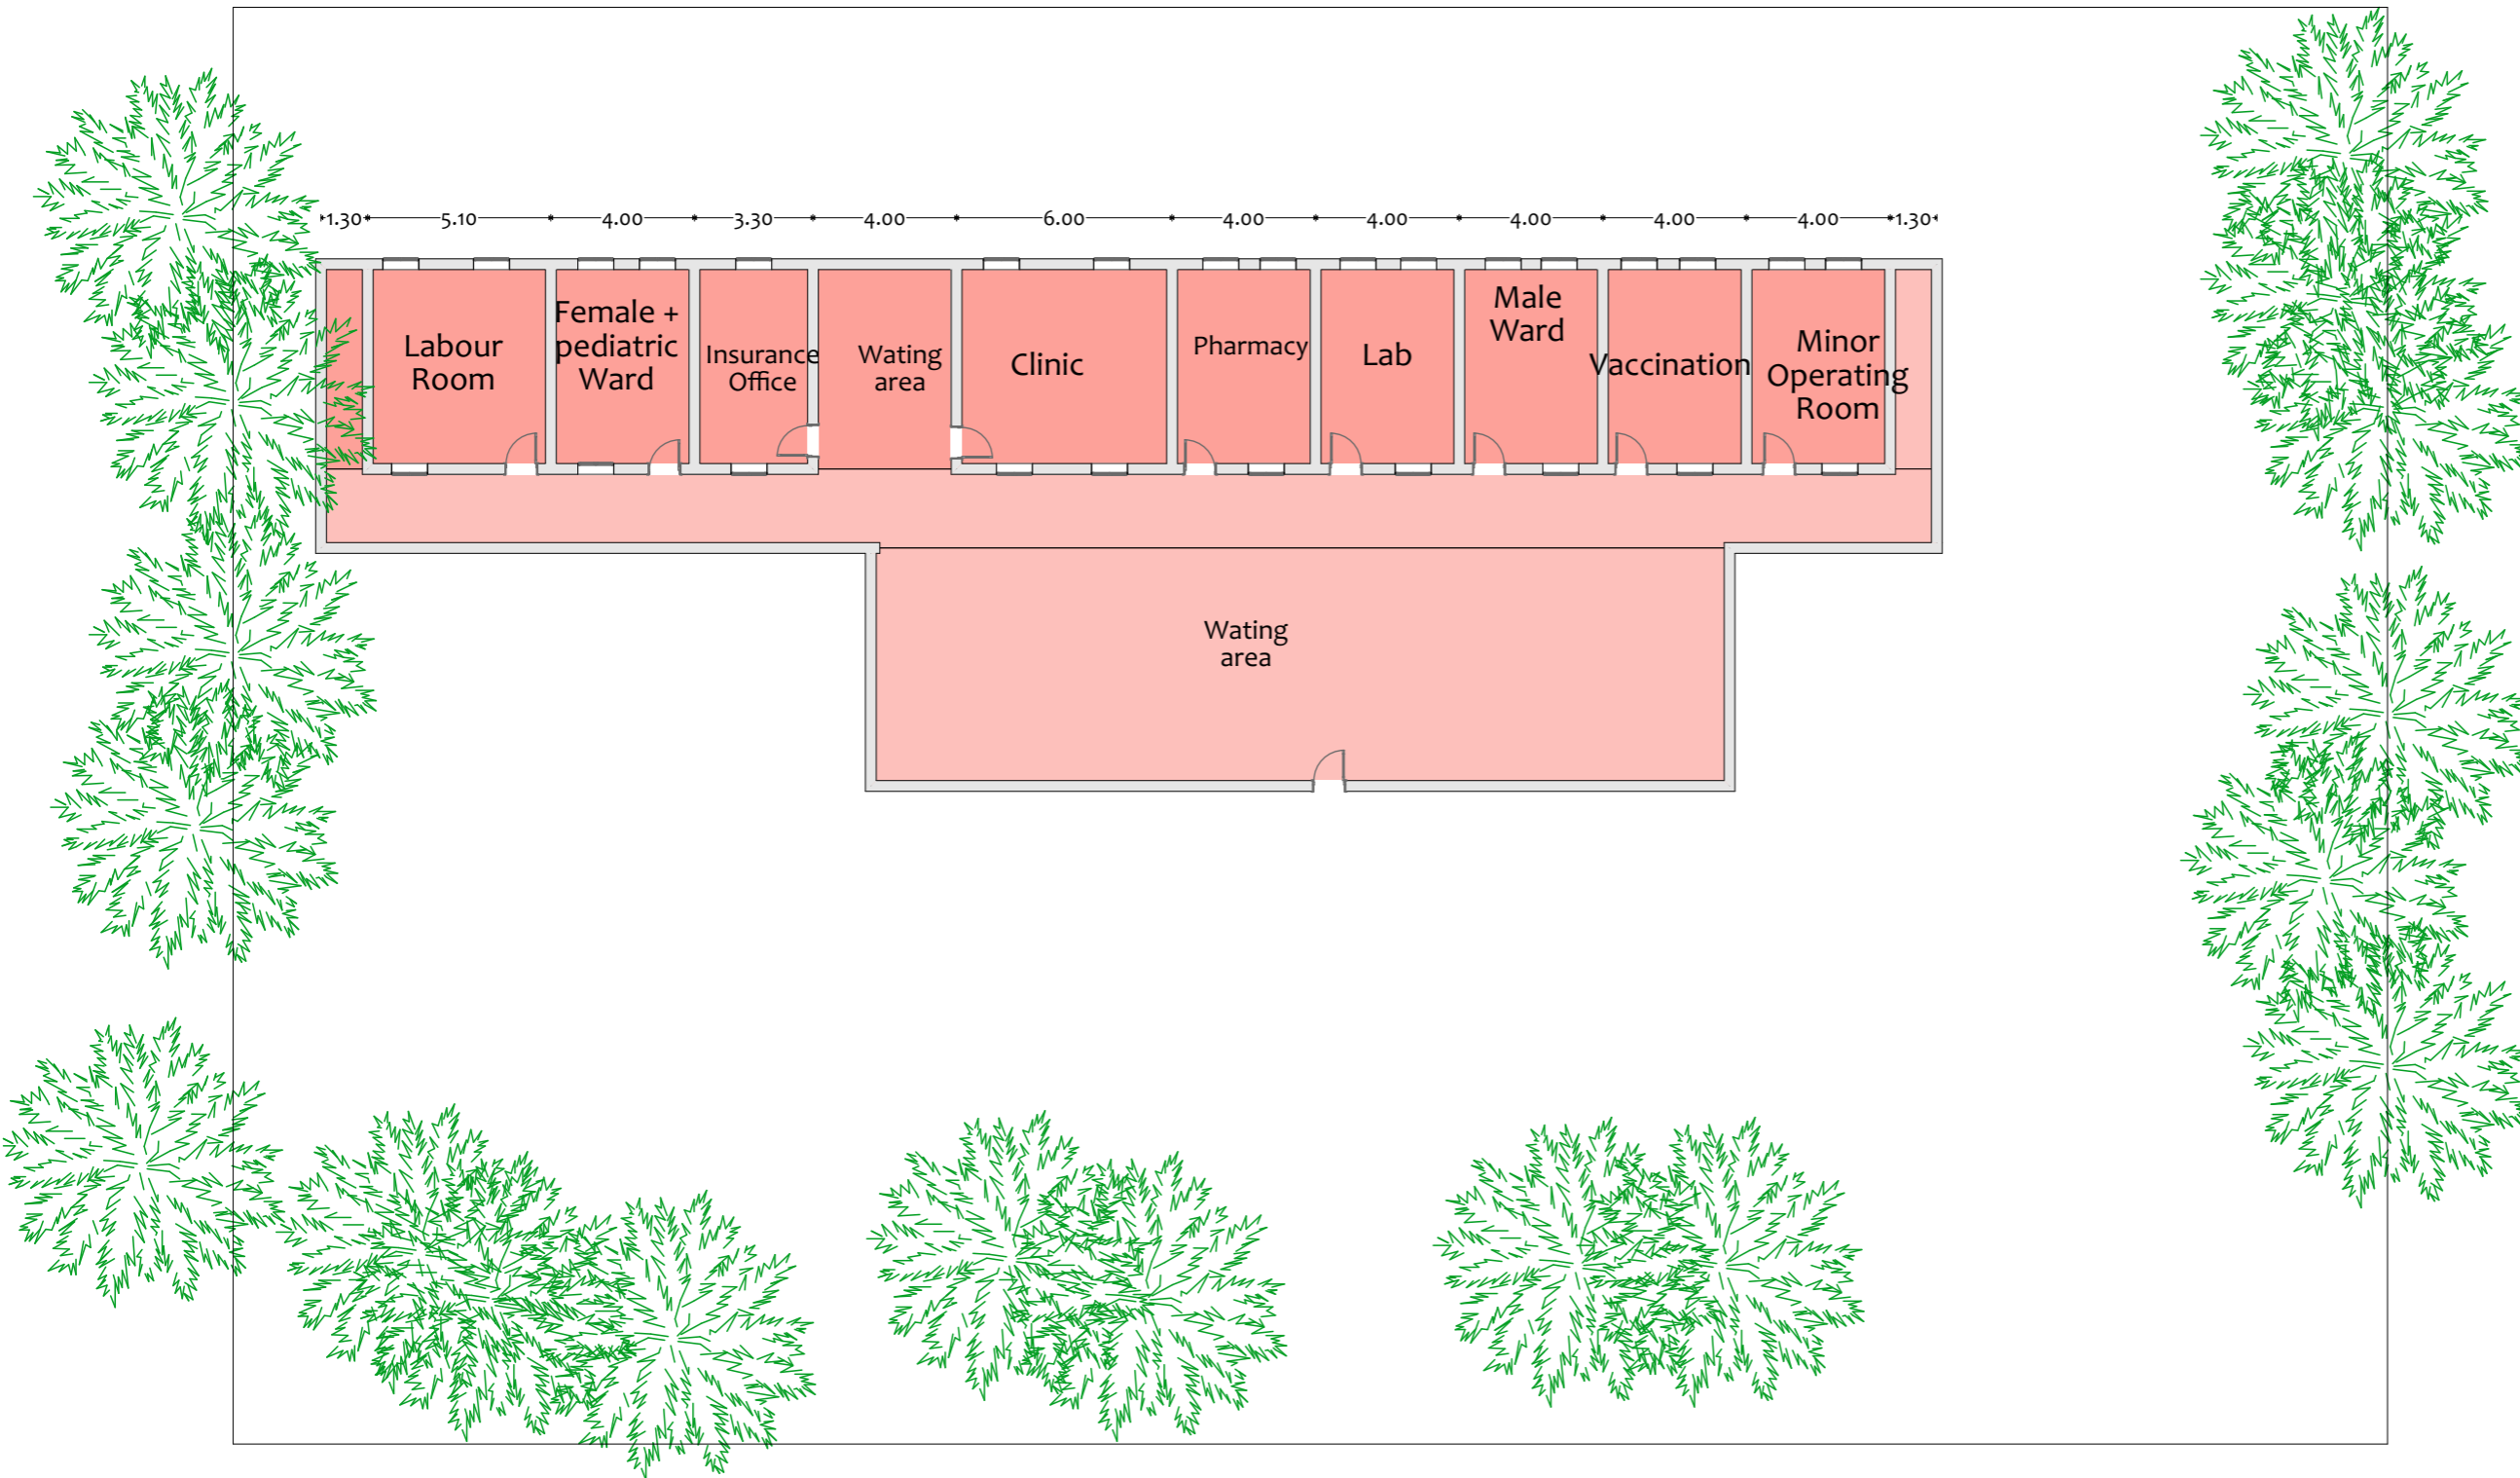 1.30 5.10 4.00 3.30 4.00 6.00 4.00 4.00 4.00 4.00 4.00 1.30
Labour
Room
Female +
pediatric
Ward
Insurance
Office
Wating
area
Clinic
Pharmacy
Lab
Male
Ward
Vaccination
Minor
Operating
Room
Wating
area